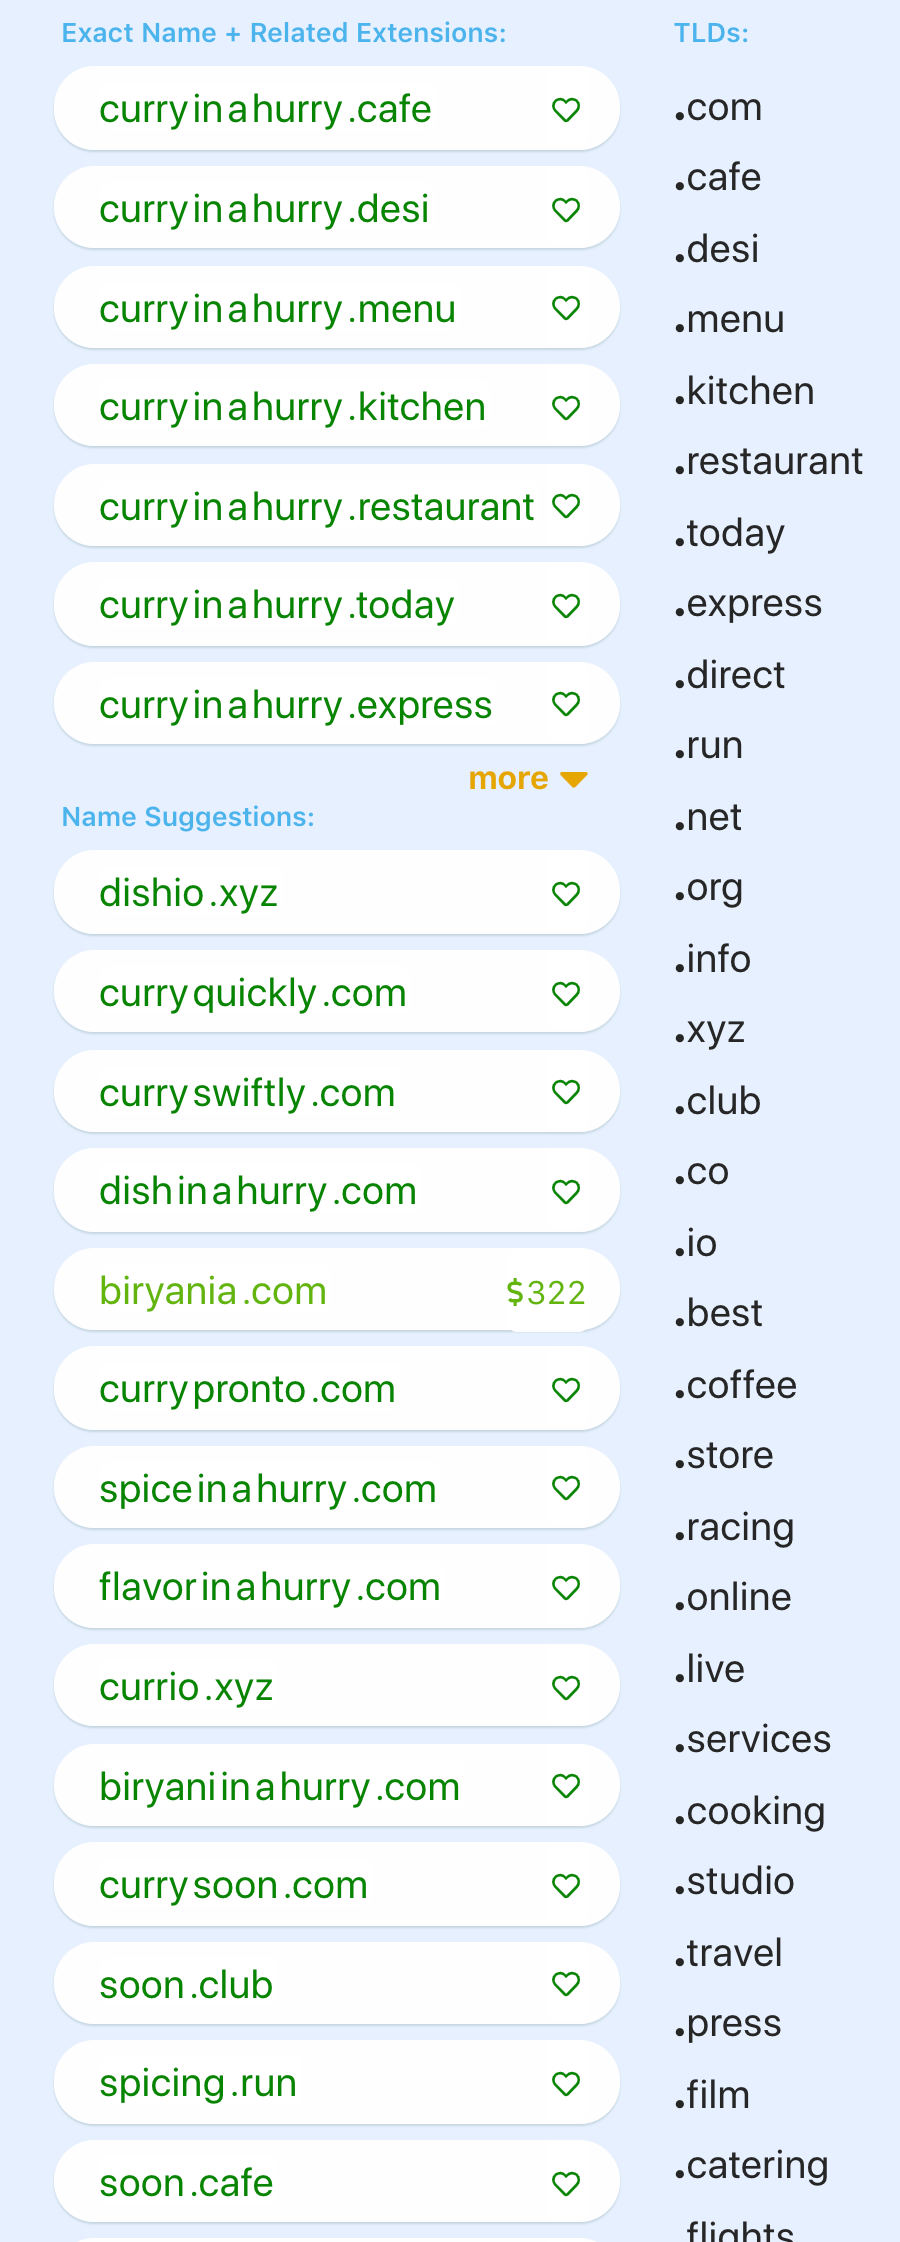 Exact Name + Related Extensions:
curryinahurry.cafe
curryinahurry.desi
curryinahurry.menu
curryinahurry.kitchen
curryinahurry.restaurant
curryinahurry.today
curryinahurry.express
more
Name Suggestions:
dishio.xyz
curryquickly.com
curryswiftly.com
dishinahurry.com
biryania.com $322
currypronto.com
spiceinahurry.com
flavorinahurry.com
currio.xyz
biryaniinahurry.com
currysoon.com
soon.club
spicing.run
soon.cafe
TLDs:
.com
.cafe
.desi
.menu
.kitchen
.restaurant
.today
.express
.direct
.run
.net
.org
.info
.xyz
.club
.co
.io
.best
.coffee
.store
.racing
.online
.live
.services
.cooking
.studio
.travel
.press
.film
.catering
.flights